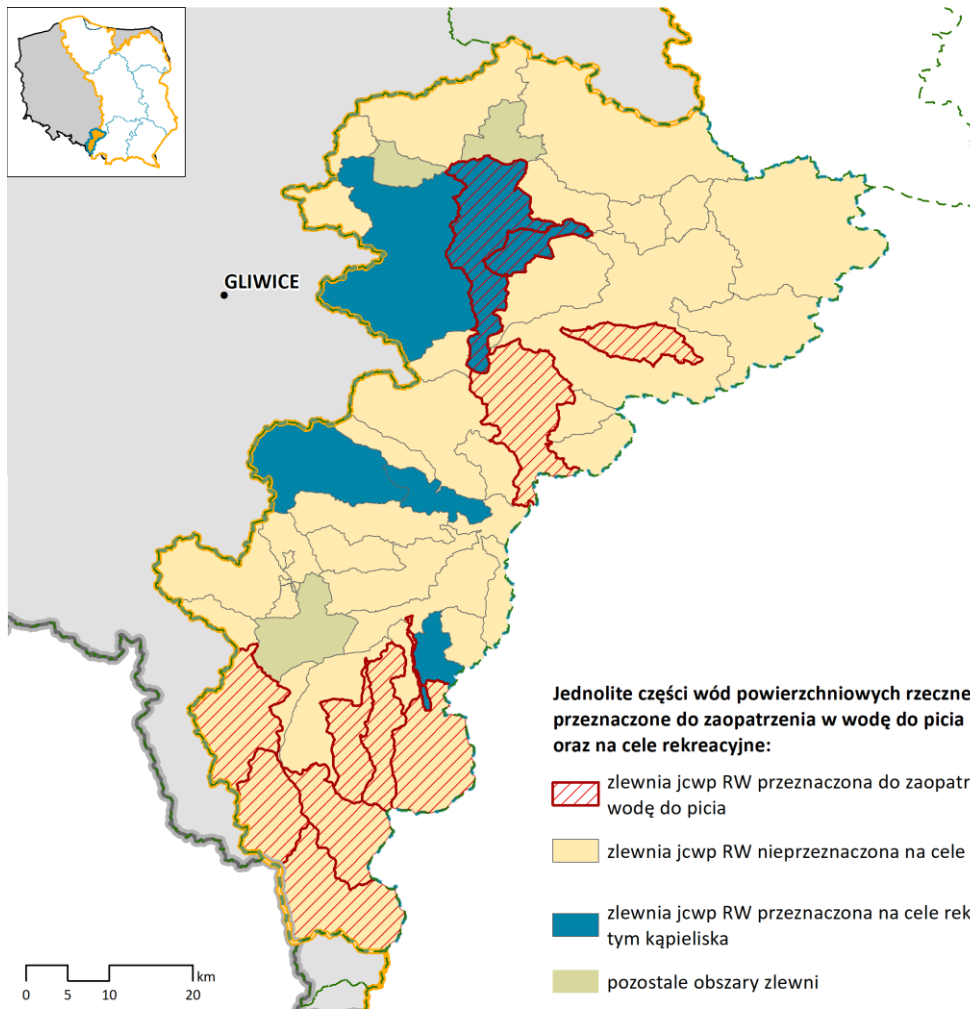 GLIWICE
Jednolite części wód powierzchniowych rzeczne
przeznaczone do zaopatrzenia w wodę do picia
oraz na cele rekreacyjne:
zlewnia jcwp RW przeznaczona do zaopatr
wodę do picia
zlewnia jcwp RW nieprzeznaczona na cele
zlewnia jcwp RW przeznaczona na cele rek
tym kąpieliska
pozostałe obszary zlewni
km
0 5 10 20